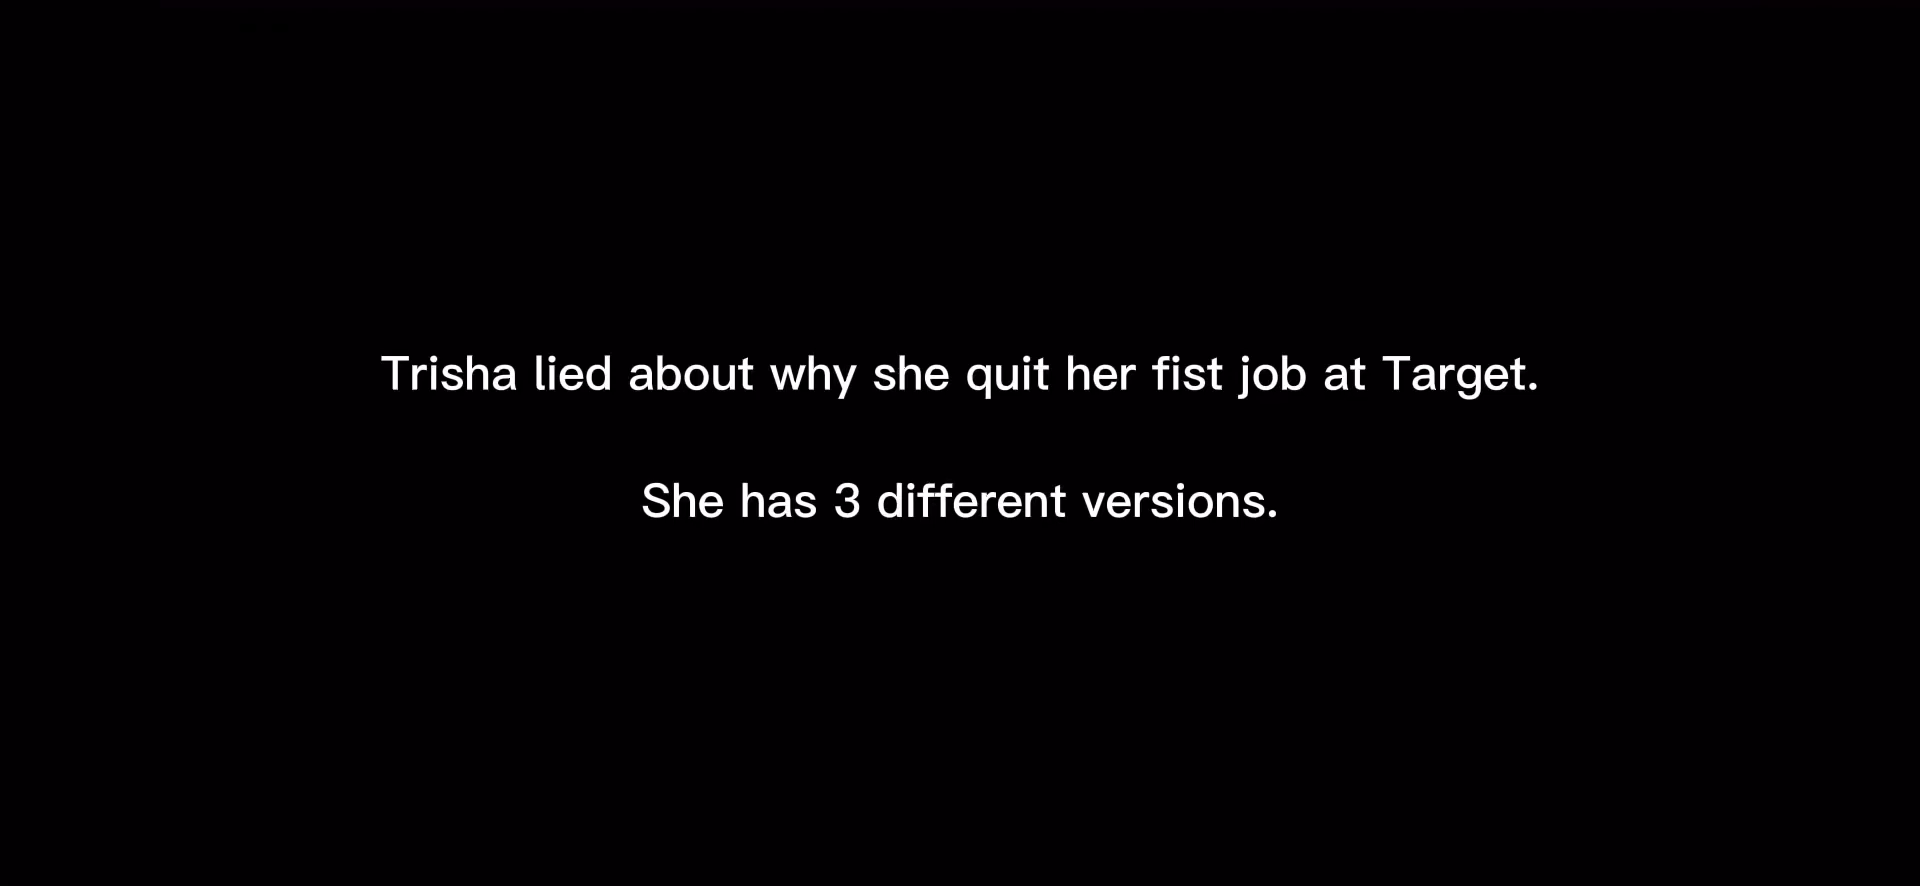 Trisha lied about why she quit her fist job at Target.
She has 3 different versions.